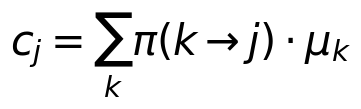 c_j = ∑_k π(k → j) · μ_k